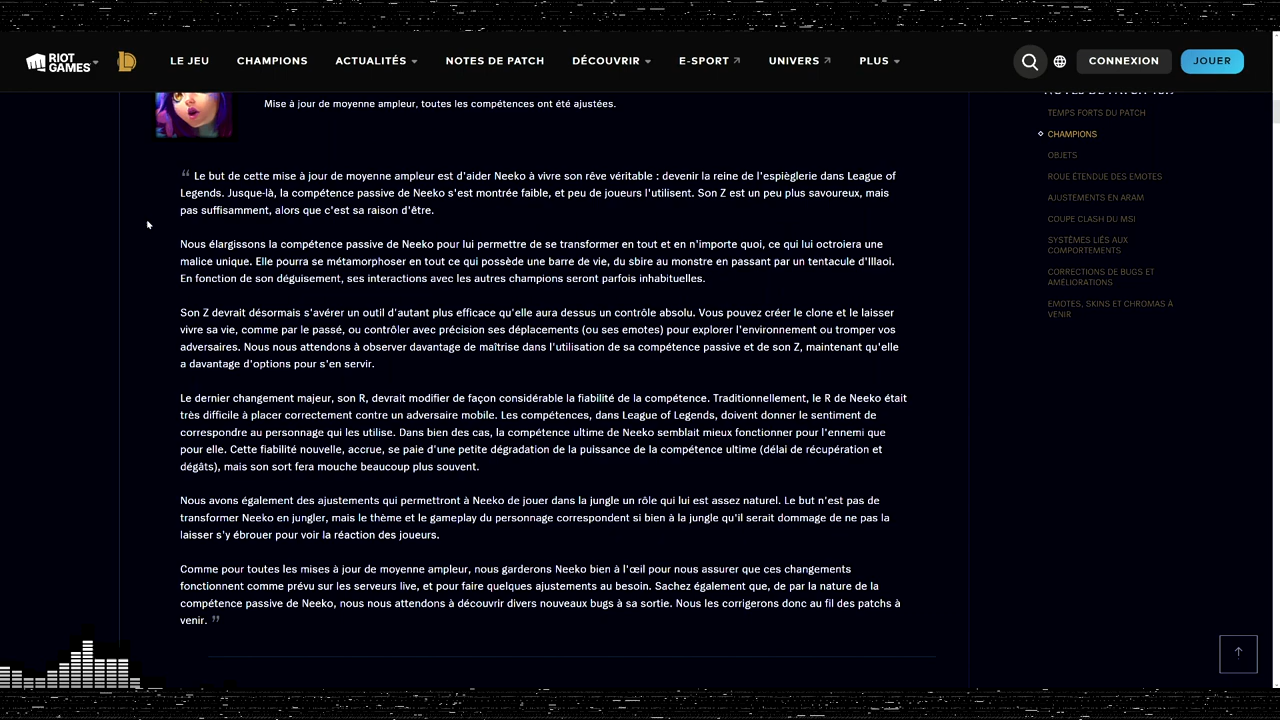 RIOT GAMES
LE JEU
CHAMPIONS
ACTUALITÉS
NOTES DE PATCH
DÉCOUVRIR
E-SPORT
UNIVERS
PLUS
CONNEXION
JOUER
Mise à jour de moyenne ampleur, toutes les compétences ont été ajustées.
“ Le but de cette mise à jour de moyenne ampleur est d'aider Neeko à vivre son rêve véritable : devenir la reine de l'espièglerie dans League of
Legends. Jusque-là, la compétence passive de Neeko s'est montrée faible, et peu de joueurs l'utilisent. Son Z est un peu plus savoureux, mais
pas suffisamment, alors que c'est sa raison d'être.
Nous élargissons la compétence passive de Neeko pour lui permettre de se transformer en tout et en n'importe quoi, ce qui lui octroiera une
malice unique. Elle pourra se métamorphoser en tout ce qui possède une barre de vie, du sbire au monstre en passant par un tentacule d'Illaoi.
En fonction de son déguisement, ses interactions avec les autres champions seront parfois inhabituelles.
Son Z devrait désormais s'avérer un outil d'autant plus efficace qu'elle aura dessus un contrôle absolu. Vous pouvez créer le clone et le laisser
vivre sa vie, comme par le passé, ou contrôler avec précision ses déplacements (ou ses emotes) pour explorer l'environnement ou tromper vos
adversaires. Nous nous attendons à observer davantage de maîtrise dans l'utilisation de sa compétence passive et de son Z, maintenant qu'elle
a davantage d'options pour s'en servir.
Le dernier changement majeur, son R, devrait modifier de façon considérable la fiabilité de la compétence. Traditionnellement, le R de Neeko était
très difficile à placer correctement contre un adversaire mobile. Les compétences, dans League of Legends, doivent donner le sentiment de
correspondre au personnage qui les utilise. Dans bien des cas, la compétence ultime de Neeko semblait mieux fonctionner pour l'ennemi que
pour elle. Cette fiabilité nouvelle, accrue, se paie d'une petite dégradation de la puissance de la compétence ultime (délai de récupération et
dégâts), mais son sort fera mouche beaucoup plus souvent.
Nous avons également des ajustements qui permettront à Neeko de jouer dans la jungle un rôle qui lui est assez naturel. Le but n'est pas de
transformer Neeko en jungler, mais le thème et le gameplay du personnage correspondent si bien à la jungle qu'il serait dommage de ne pas la
laisser s'y ébrouer pour voir la réaction des joueurs.
Comme pour toutes les mises à jour de moyenne ampleur, nous garderons Neeko bien à l'œil pour nous assurer que ces changements
fonctionnent comme prévu sur les serveurs live, et pour faire quelques ajustements au besoin. Sachez également que, de par la nature de la
compétence passive de Neeko, nous nous attendons à découvrir divers nouveaux bugs à sa sortie. Nous les corrigerons donc au fil des patchs à
venir. ”
TEMPS FORTS DU PATCH
CHAMPIONS
OBJETS
ROUE ÉTENDUE DES EMOTES
AJUSTEMENTS EN ARAM
COUPE CLASH DU MSI
SYSTÈMES LIÉS AUX
COMPORTEMENTS
CORRECTIONS DE BUGS ET
AMÉLIORATIONS
EMOTES, SKINS ET CHROMAS À
VENIR